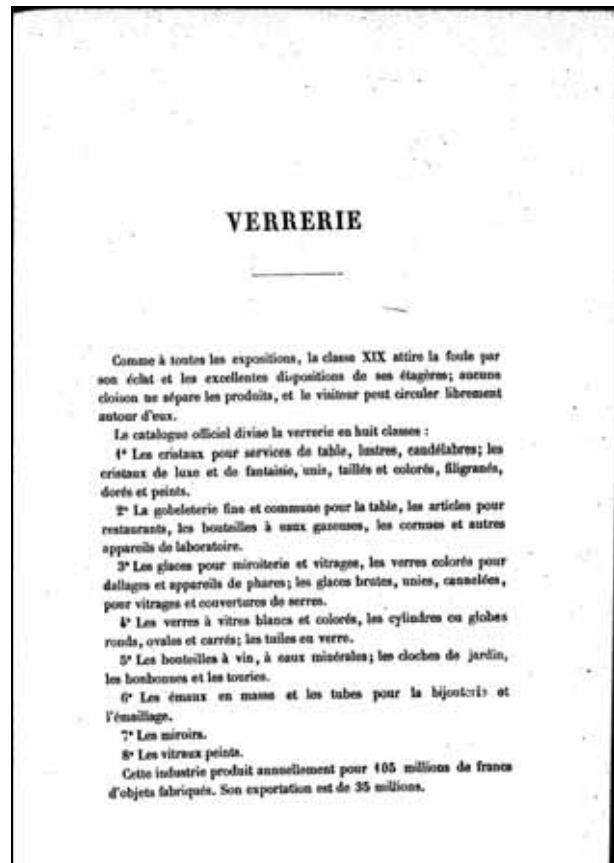 VERRERIE
Comme à toutes les expositions, la classe XIX attire la foule par
son éclat et les excellentes dispositions de ses étagères; aucune
cloison ne sépare les produits, et le visiteur peut circuler librement
autour d'eux.
Le catalogue officiel divise la verrerie en huit classes :
1° Les cristaux pour services de table, lustres, candélabres; les
cristaux de luxe et de fantaisie, unis, taillés et colorés, filigranés,
dorés et peints.
2° La gobeleterie fine et commune pour la table, les articles pour
restaurants, les bouteilles à eaux gazeuses, les cornues et autres
appareils de laboratoire.
3° Les glaces pour miroiterie et vitrages, les verres colorés pour
dallages et appareils de phares; les glaces brutes, unies, cannelées,
pour vitrages et couvertures de serres.
4° Les verres à vitres blancs et colorés, les cylindres ou globes
ronds, ovales et carrés; les tuiles en verre.
5° Les bouteilles à vin, à eaux minérales; les cloches de jardin,
les bonbonnes et les touries.
6° Les émaux en masse et les tubes pour la bijouterie et
l'émaillage.
7° Les miroirs.
8° Les vitraux peints.
Cette industrie produit annuellement pour 105 millions de francs
d'objets fabriqués. Son exportation est de 35 millions.